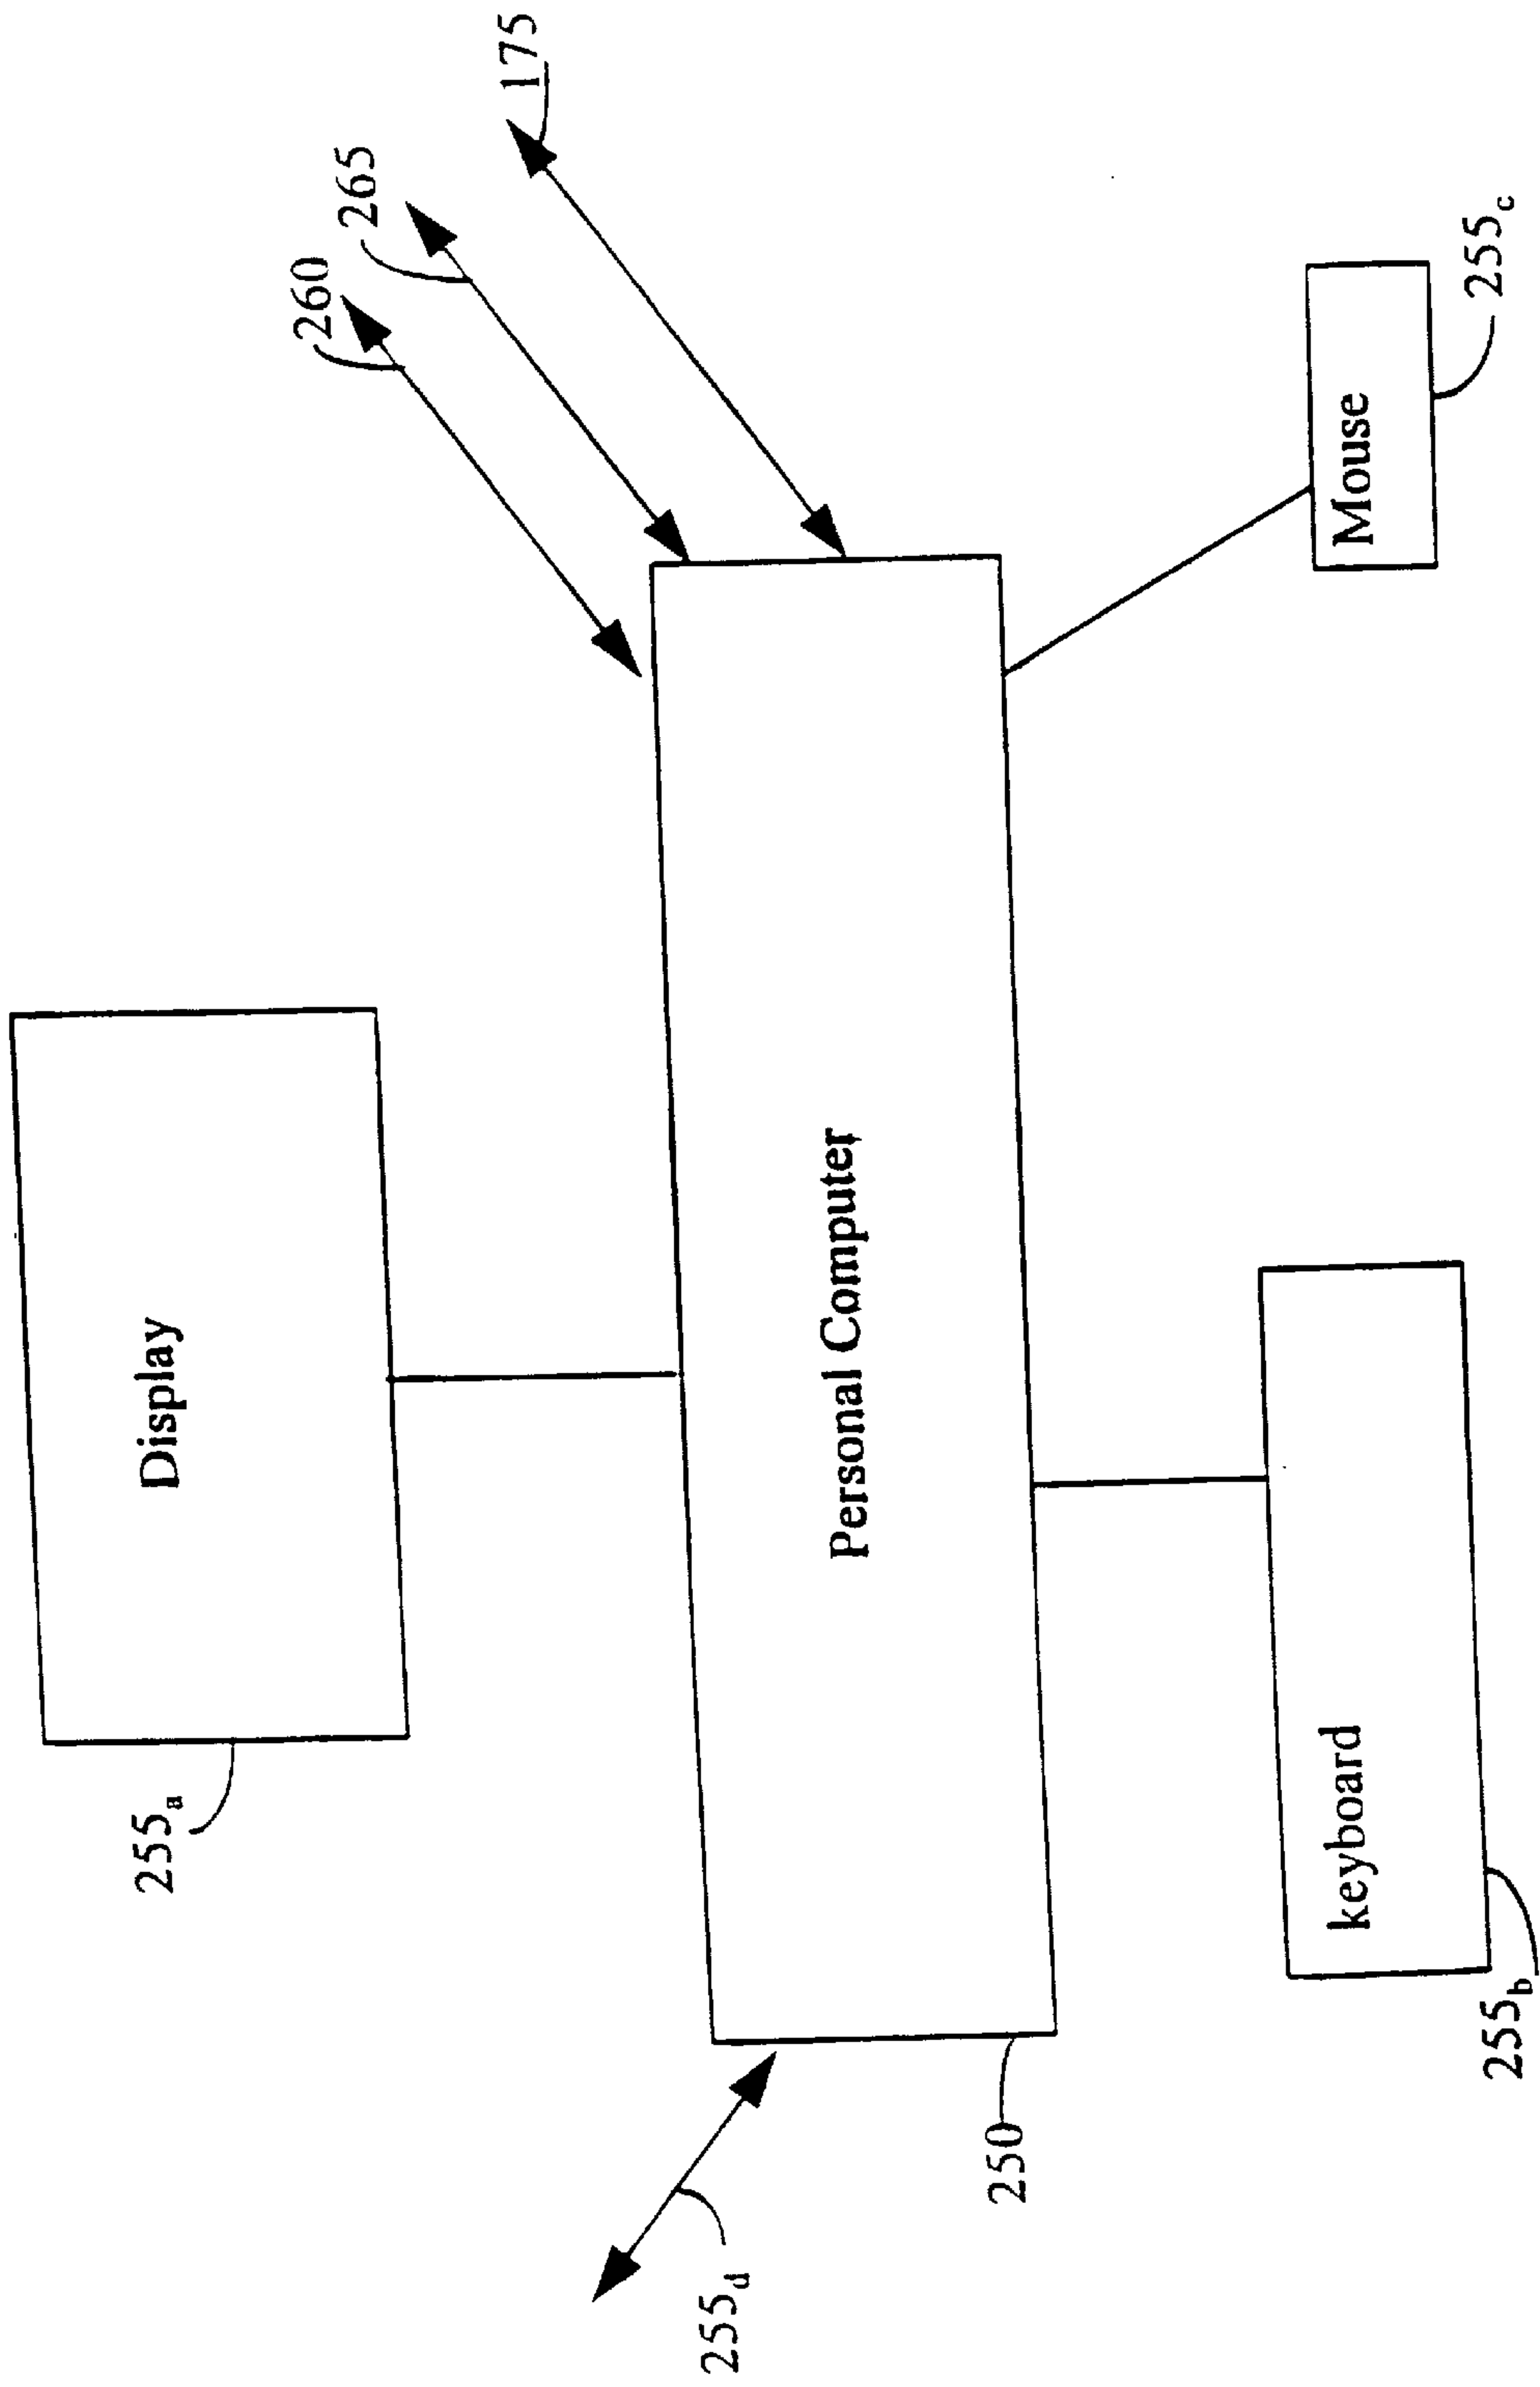 Display
255a
260
265
175
Personal Computer
255d
250
keyboard
Mouse
255b
255c